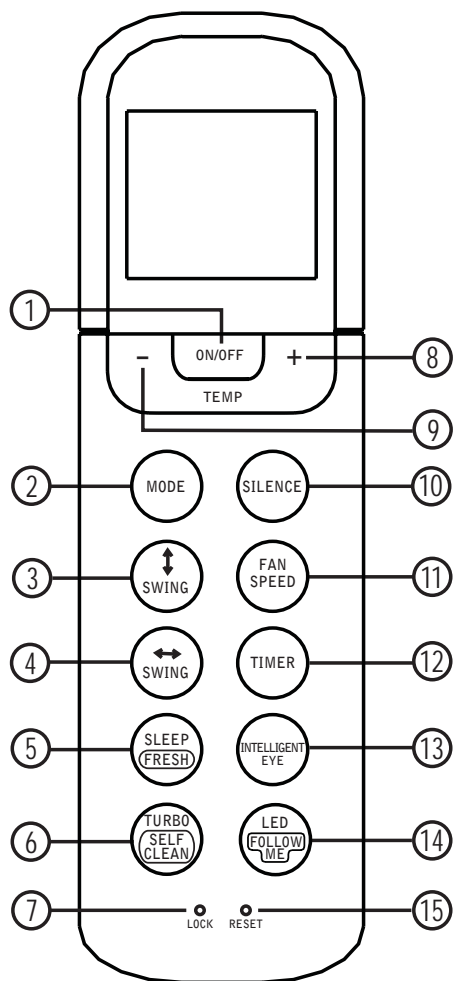 1
ON/OFF
− +
8
TEMP
9
2
MODE
SILENCE
10
3
SWING
FAN
SPEED
11
4
SWING
TIMER
12
5
SLEEP
FRESH
INTELLIGENT
EYE
13
6
TURBO
SELF
CLEAN
LED
FOLLOW
ME
14
7
LOCK
RESET
15